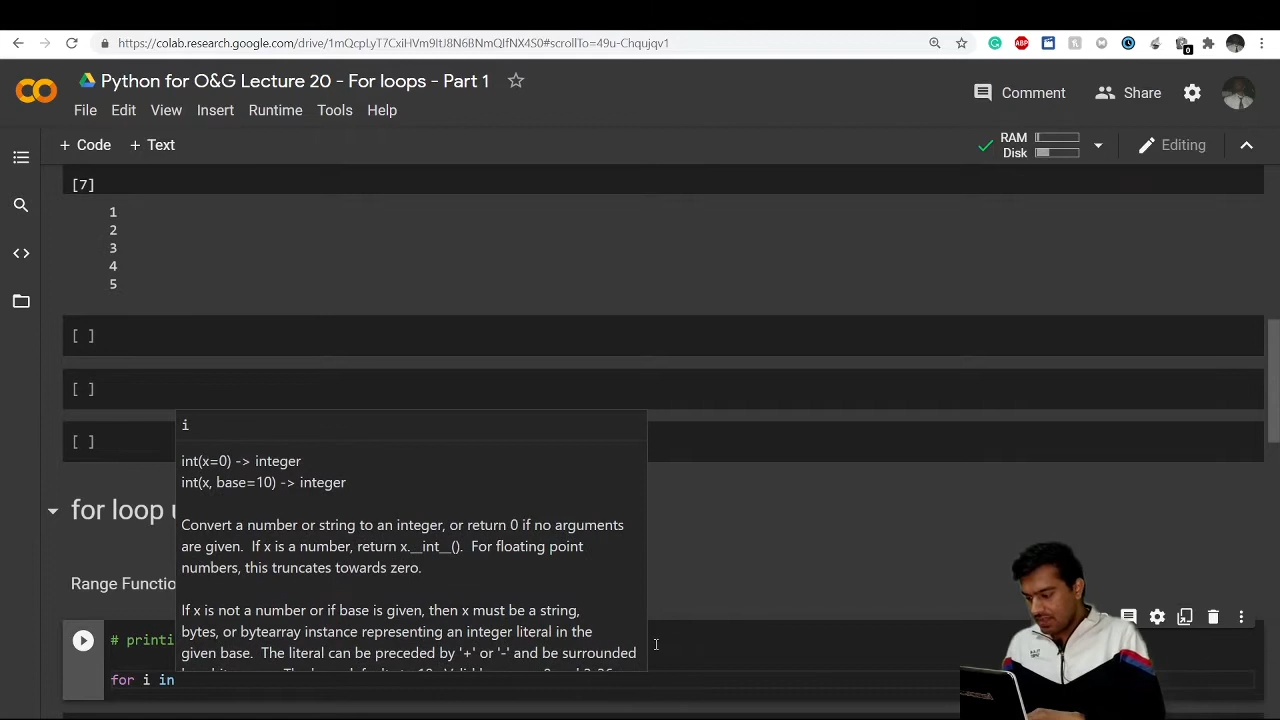 https://colab.research.google.com/drive/1mQcpLyT7CxiHVm9ltJ8N6BNmQlfNX4S0#scrollTo=49u-Chqujqv1
ABP
0
Python for O&G Lecture 20 - For loops - Part 1
Comment
Share
File Edit View Insert Runtime Tools Help
+ Code + Text
RAM
Disk
Editing
[7]
1
2
3
4
5
[ ]
[ ]
[ ]
i
int(x=0) -> integer
int(x, base=10) -> integer
Convert a number or string to an integer, or return 0 if no arguments
are given. If x is a number, return x.__int__(). For floating point
numbers, this truncates towards zero.
If x is not a number or if base is given, then x must be a string,
bytes, or bytearray instance representing an integer literal in the
given base. The literal can be preceded by '+' or '-' and be surrounded
for loop
Range Functio
# printi
for i in